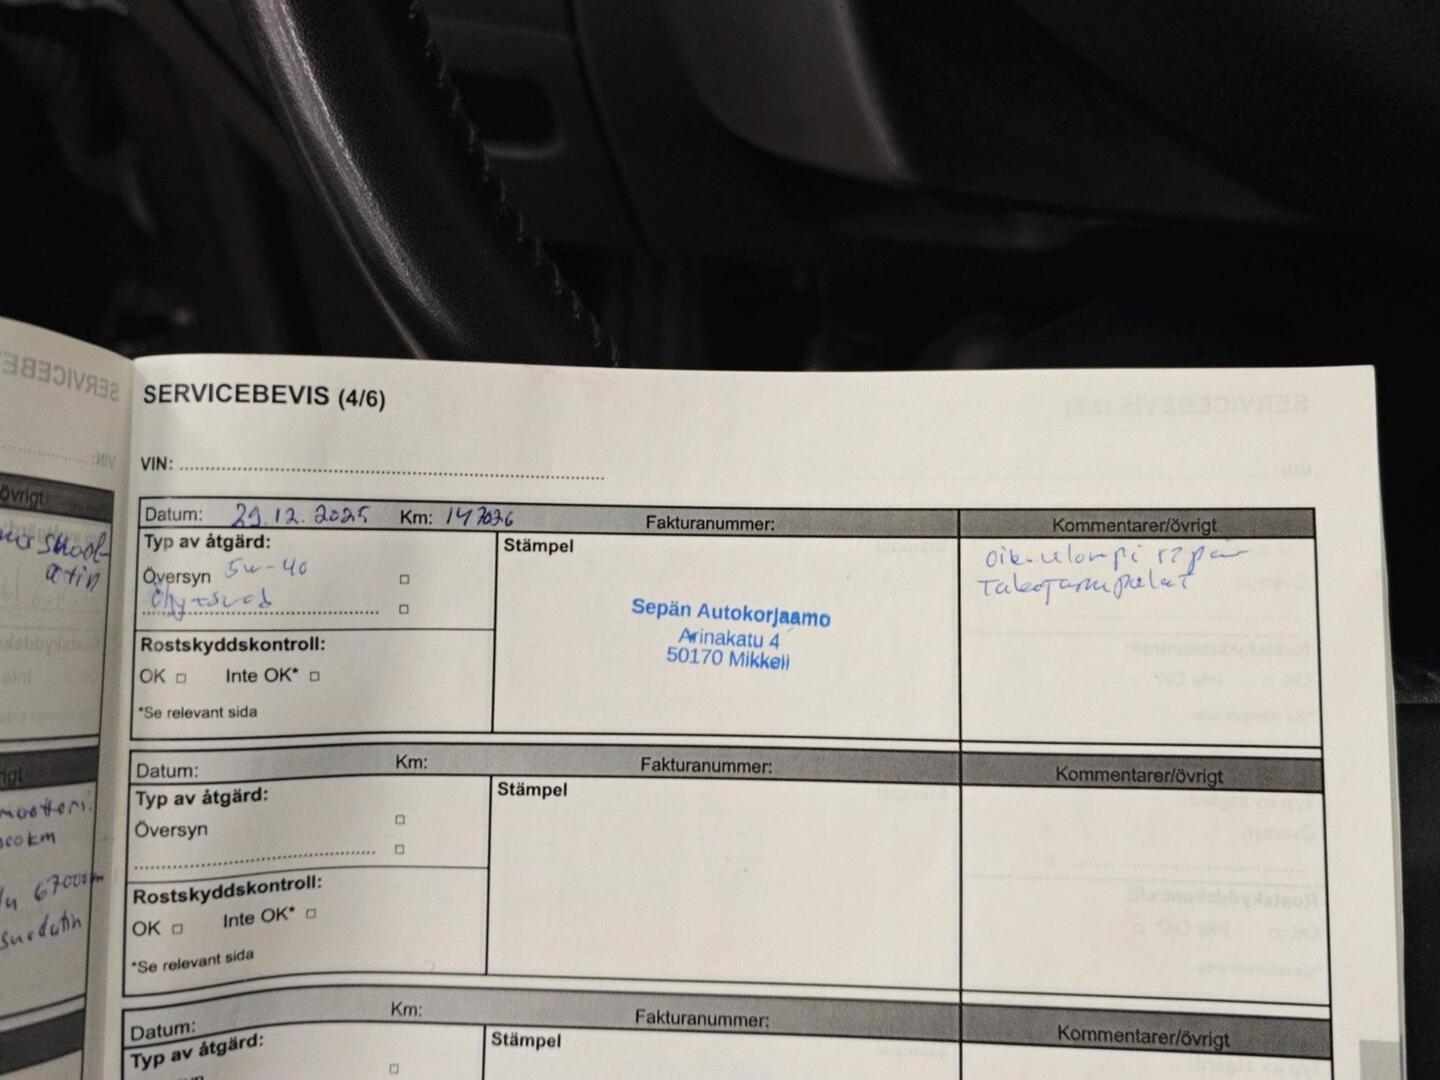 övrigt
67000km
SERVICEBEVIS (4/6)
VIN:
Datum: 29.12.2025 Km: 147026 Fakturanummer: Kommentarer/övrigt
Typ av åtgärd:
Stämpel
Översyn 5w-40
Rostskyddskontroll:
OK Inte OK*
*Se relevant sida
Sepän Autokorjaamo
Arinakatu 4
50170 Mikkeli
Datum: Km: Fakturanummer: Kommentarer/övrigt
Typ av åtgärd:
Stämpel
Översyn
Rostskyddskontroll:
OK Inte OK*
*Se relevant sida
Datum: Km: Fakturanummer: Kommentarer/övrigt
Typ av åtgärd:
Stämpel